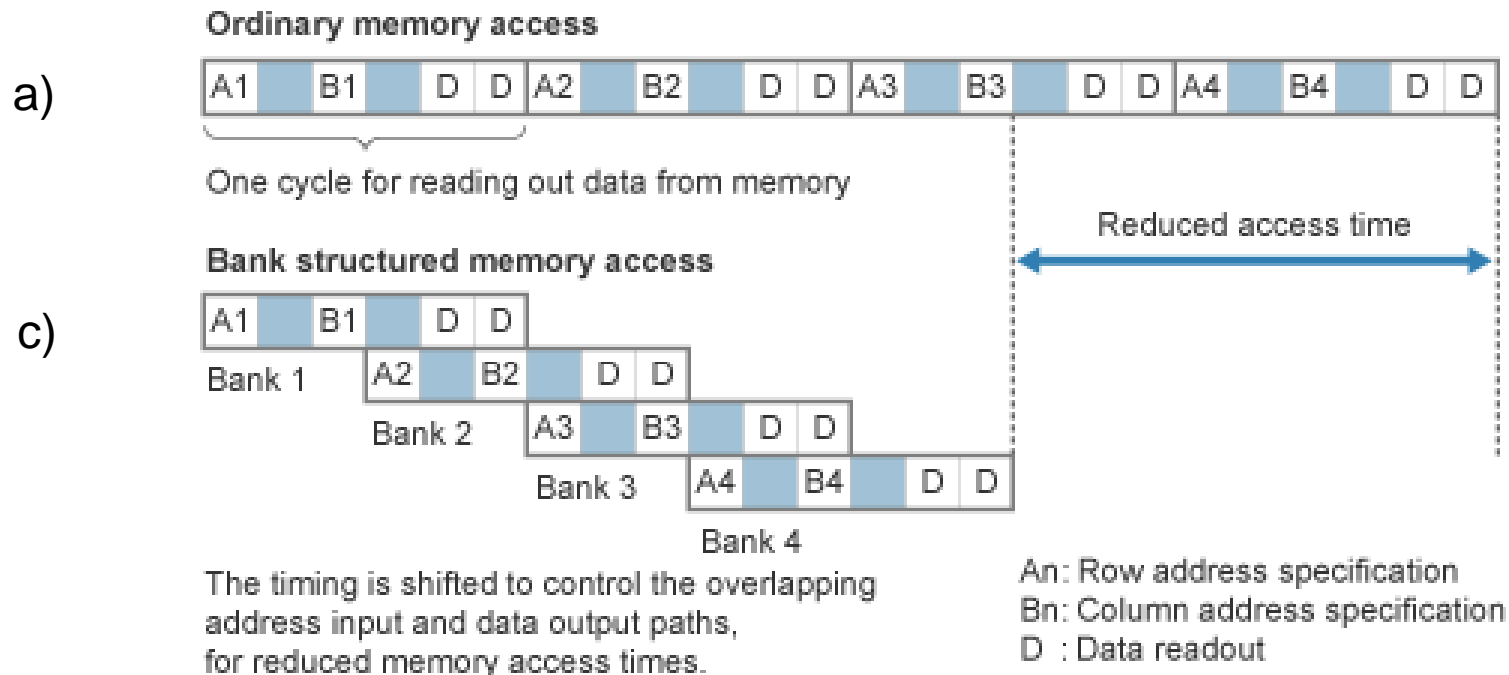 Ordinary memory access
a)
A1 B1 D D A2 B2 D D A3 B3 D D A4 B4 D D
One cycle for reading out data from memory
Reduced access time
Bank structured memory access
c)
A1 B1 D D
Bank 1
A2 B2 D D
Bank 2
A3 B3 D D
Bank 3
A4 B4 D D
Bank 4
The timing is shifted to control the overlapping
address input and data output paths,
for reduced memory access times.
An: Row address specification
Bn: Column address specification
D : Data readout